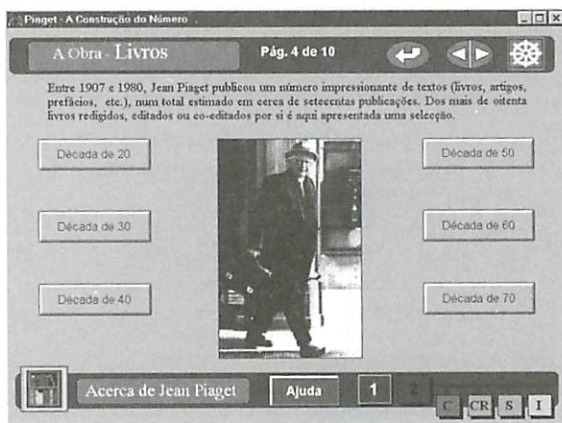 Piaget - A Construção do Número
A Obra - LIVROS
Pág. 4 de 10
Entre 1907 e 1980, Jean Piaget publicou um número impressionante de textos (livros, artigos,
prefácios, etc.), num total estimado em cerca de setecentas publicações. Dos mais de oitenta
livros redigidos, editados ou co-editados por si é aqui apresentada uma selecção.
Década de 20
Década de 50
Década de 30
Década de 60
Década de 40
Década de 70
Acerca de Jean Piaget
Ajuda
1
2
C
CR
S
I